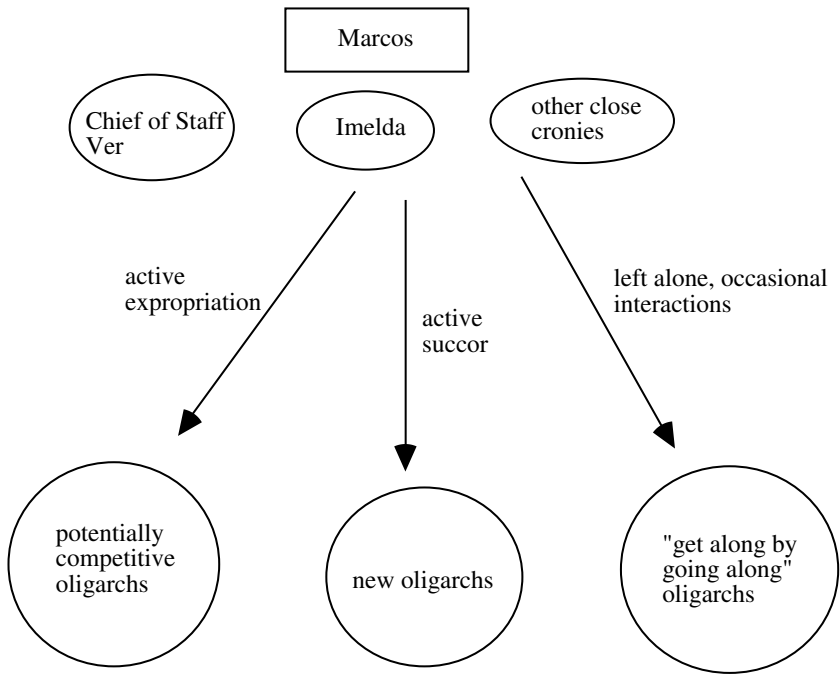 Marcos
Chief of Staff
Ver
Imelda
other close
cronies
active
expropriation
active
succor
left alone, occasional
interactions
potentially
competitive
oligarchs
new oligarchs
"get along by
going along"
oligarchs